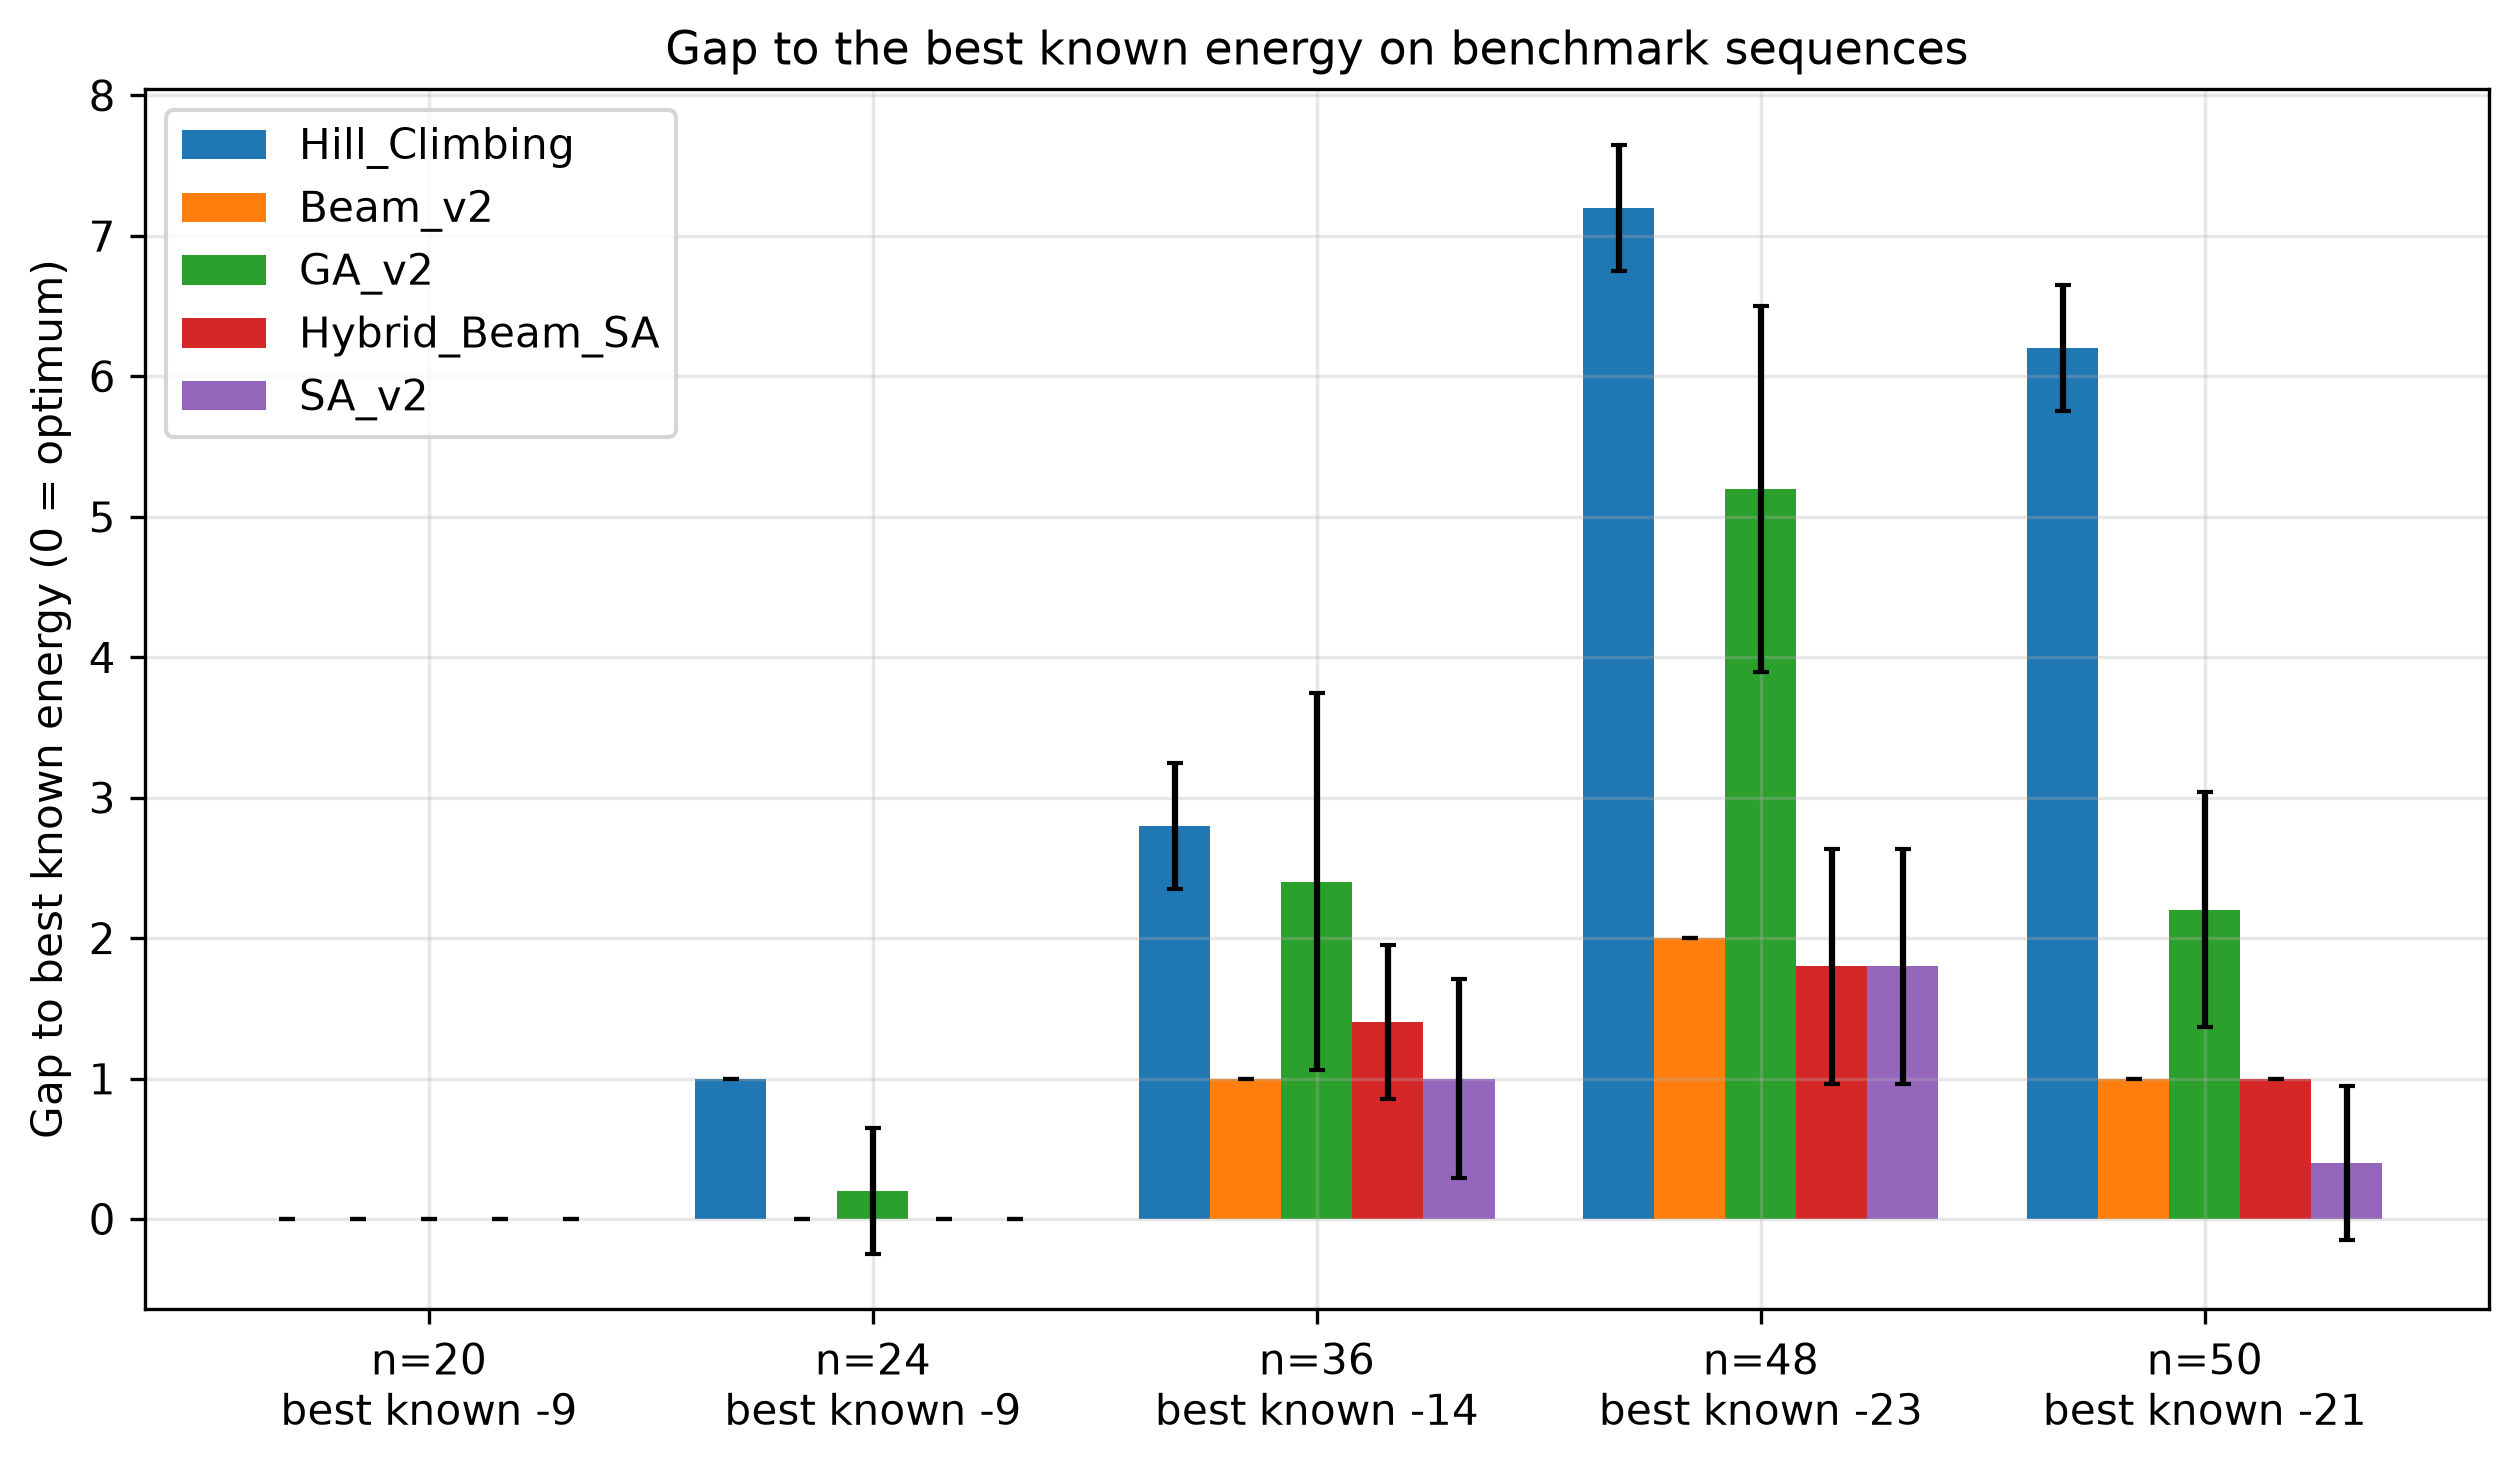 Gap to the best known energy on benchmark sequences
Gap to best known energy (0 = optimum)
8
7
6
5
4
3
2
1
0
Hill_Climbing
Beam_v2
GA_v2
Hybrid_Beam_SA
SA_v2
n=20
best known -9
n=24
best known -9
n=36
best known -14
n=48
best known -23
n=50
best known -21